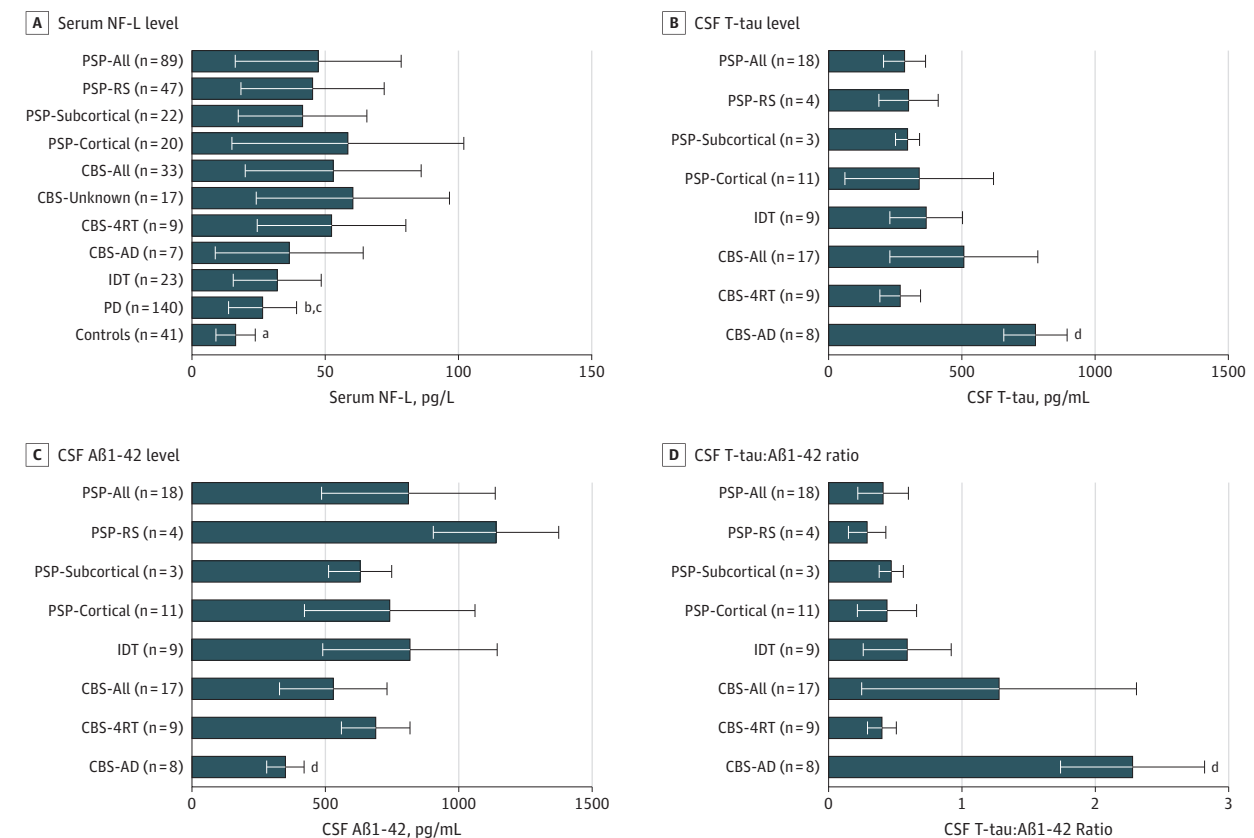 A Serum NF-L level
PSP-All (n=89)
PSP-RS (n=47)
PSP-Subcortical (n=22)
PSP-Cortical (n=20)
CBS-All (n=33)
CBS-Unknown (n=17)
CBS-4RT (n=9)
CBS-AD (n=7)
IDT (n=23)
PD (n=140) b,c
Controls (n=41) a
0 50 100 150
Serum NF-L, pg/L
B CSF T-tau level
PSP-All (n=18)
PSP-RS (n=4)
PSP-Subcortical (n=3)
PSP-Cortical (n=11)
IDT (n=9)
CBS-All (n=17)
CBS-4RT (n=9)
CBS-AD (n=8) d
0 500 1000 1500
CSF T-tau, pg/mL
C CSF Aß1-42 level
PSP-All (n=18)
PSP-RS (n=4)
PSP-Subcortical (n=3)
PSP-Cortical (n=11)
IDT (n=9)
CBS-All (n=17)
CBS-4RT (n=9)
CBS-AD (n=8) d
0 500 1000 1500
CSF Aß1-42, pg/mL
D CSF T-tau:Aß1-42 ratio
PSP-All (n=18)
PSP-RS (n=4)
PSP-Subcortical (n=3)
PSP-Cortical (n=11)
IDT (n=9)
CBS-All (n=17)
CBS-4RT (n=9)
CBS-AD (n=8) d
0 1 2 3
CSF T-tau:Aß1-42 Ratio